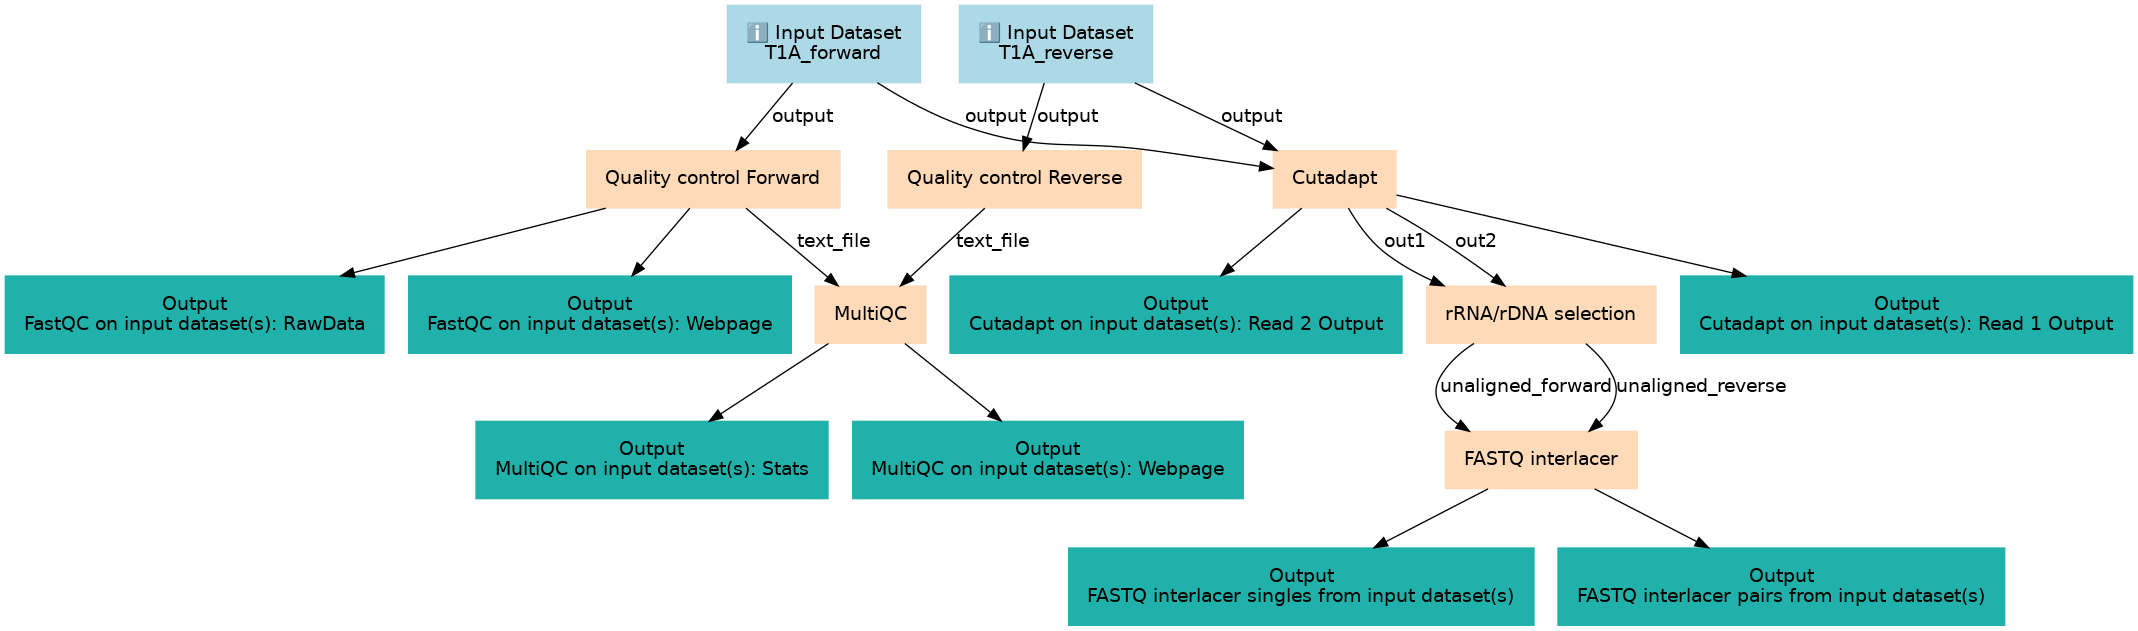 ℹ️ Input Dataset
T1A_forward
ℹ️ Input Dataset
T1A_reverse
output
output
output
output
Quality control Forward
Quality control Reverse
Cutadapt
text_file
text_file
out1
out2
Output
FastQC on input dataset(s): RawData
Output
FastQC on input dataset(s): Webpage
MultiQC
Output
Cutadapt on input dataset(s): Read 2 Output
rRNA/rDNA selection
Output
Cutadapt on input dataset(s): Read 1 Output
unaligned_forward
unaligned_reverse
Output
MultiQC on input dataset(s): Stats
Output
MultiQC on input dataset(s): Webpage
FASTQ interlacer
Output
FASTQ interlacer singles from input dataset(s)
Output
FASTQ interlacer pairs from input dataset(s)